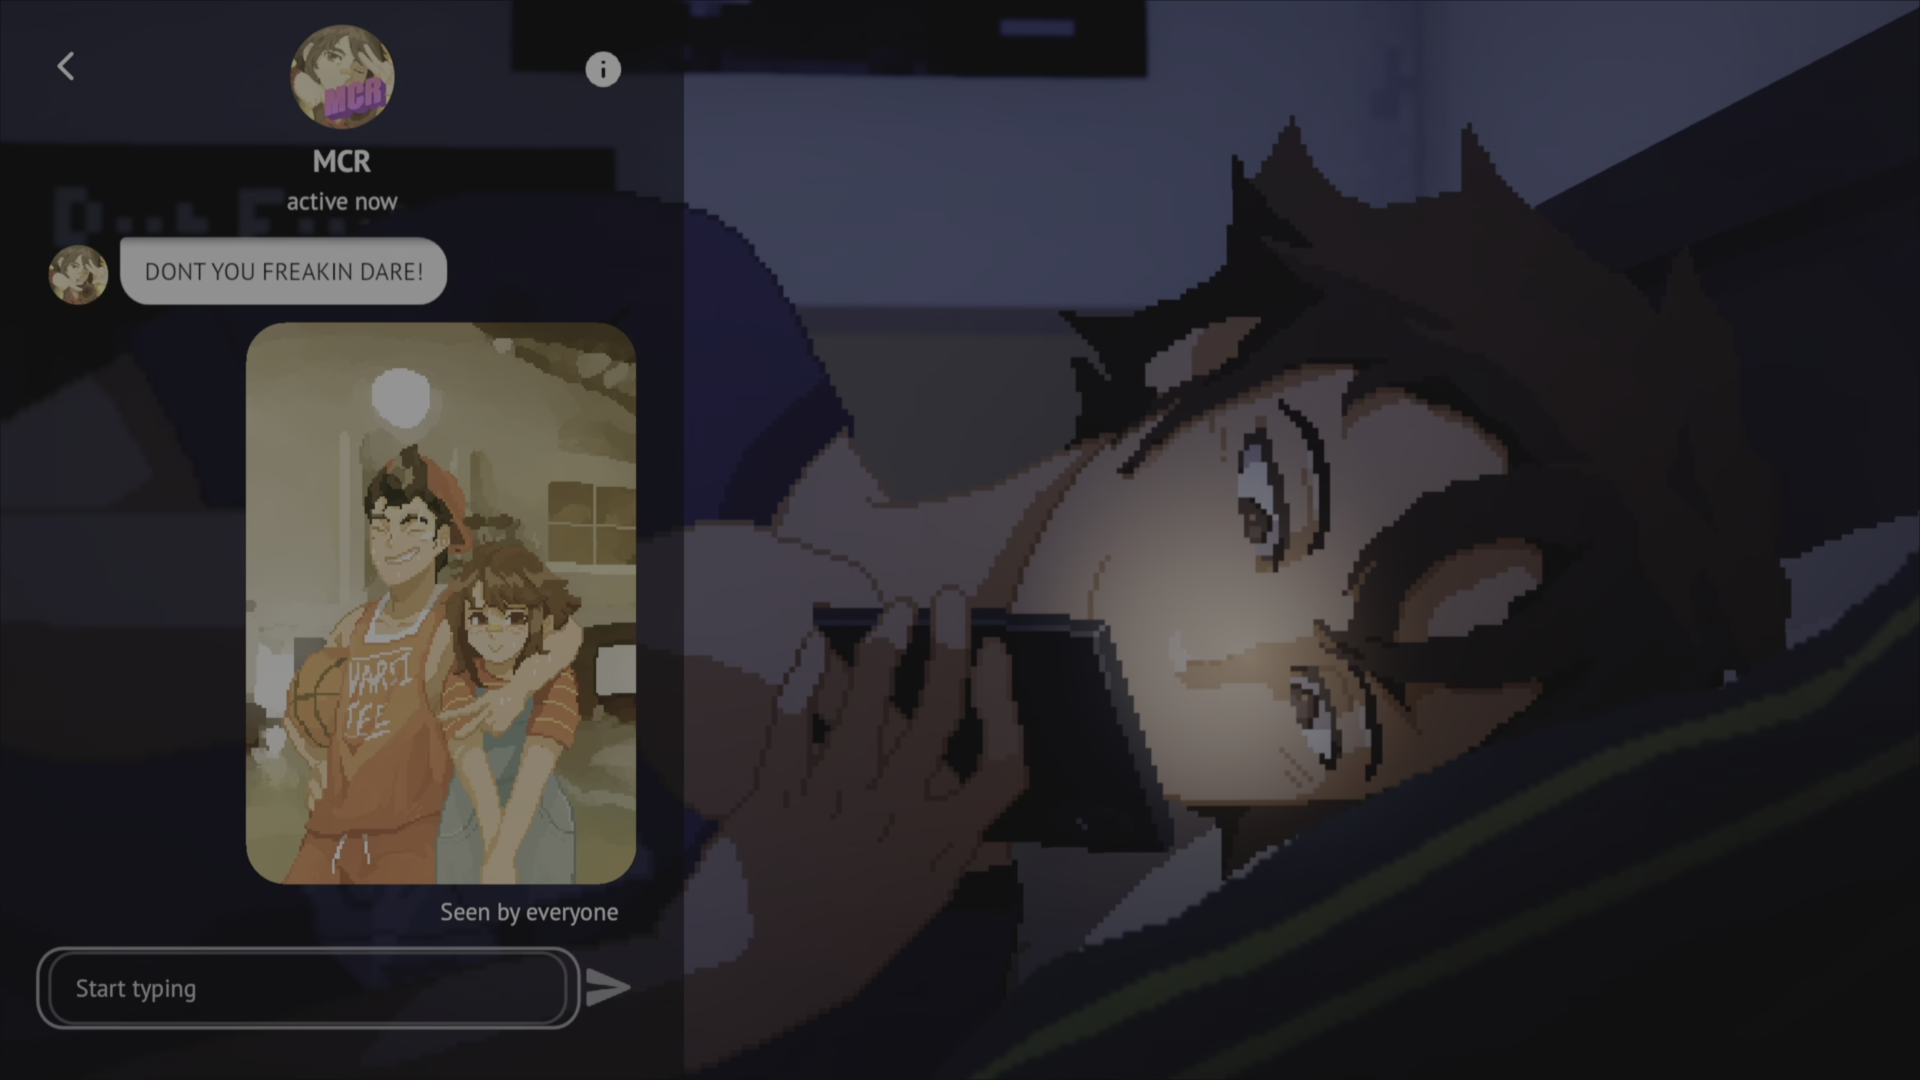 MCR
MCR
active now
DONT YOU FREAKIN DARE!
VARSI
TEE
Seen by everyone
Start typing